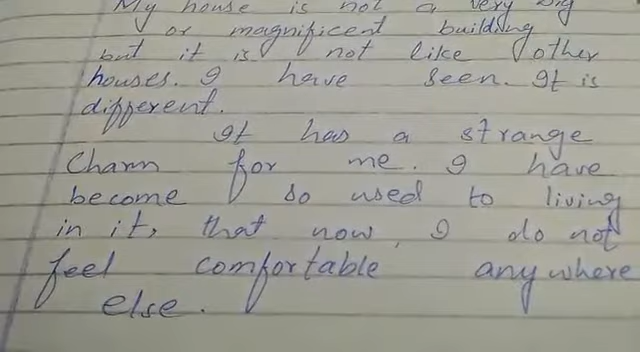 My house is not a very big
or magnificent building
but it is not like other
houses. I have seen. It is
different.
It has a strange
Charm for me. I have
become so used to living
in it, that now, I do not
feel comfortable anywhere
else.